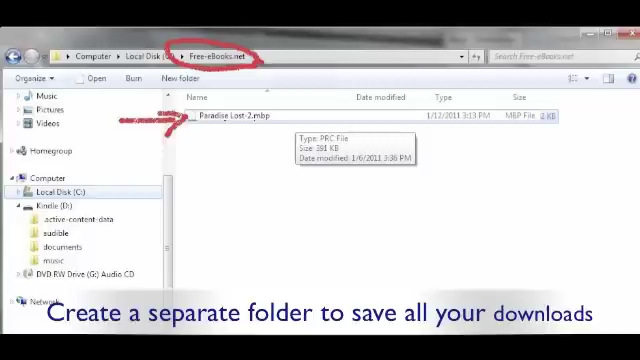 Computer ▸ Local Disk (C:) ▸ Free-eBooks.net
Search Free-eBooks.net
Organize Open Burn New folder
Name Date modified Type Size
Music
Pictures
Videos
Paradise Lost-2.mbp 1/12/2011 3:13 PM MBP File 2 KB
Type: PRC File
Size: 391 KB
Date modified: 1/6/2011 3:36 PM
Homegroup
Computer
Local Disk (C:)
Kindle (D:)
.active-content-data
audible
documents
music
DVD RW Drive (G:) Audio CD
Network
Create a separate folder to save all your downloads